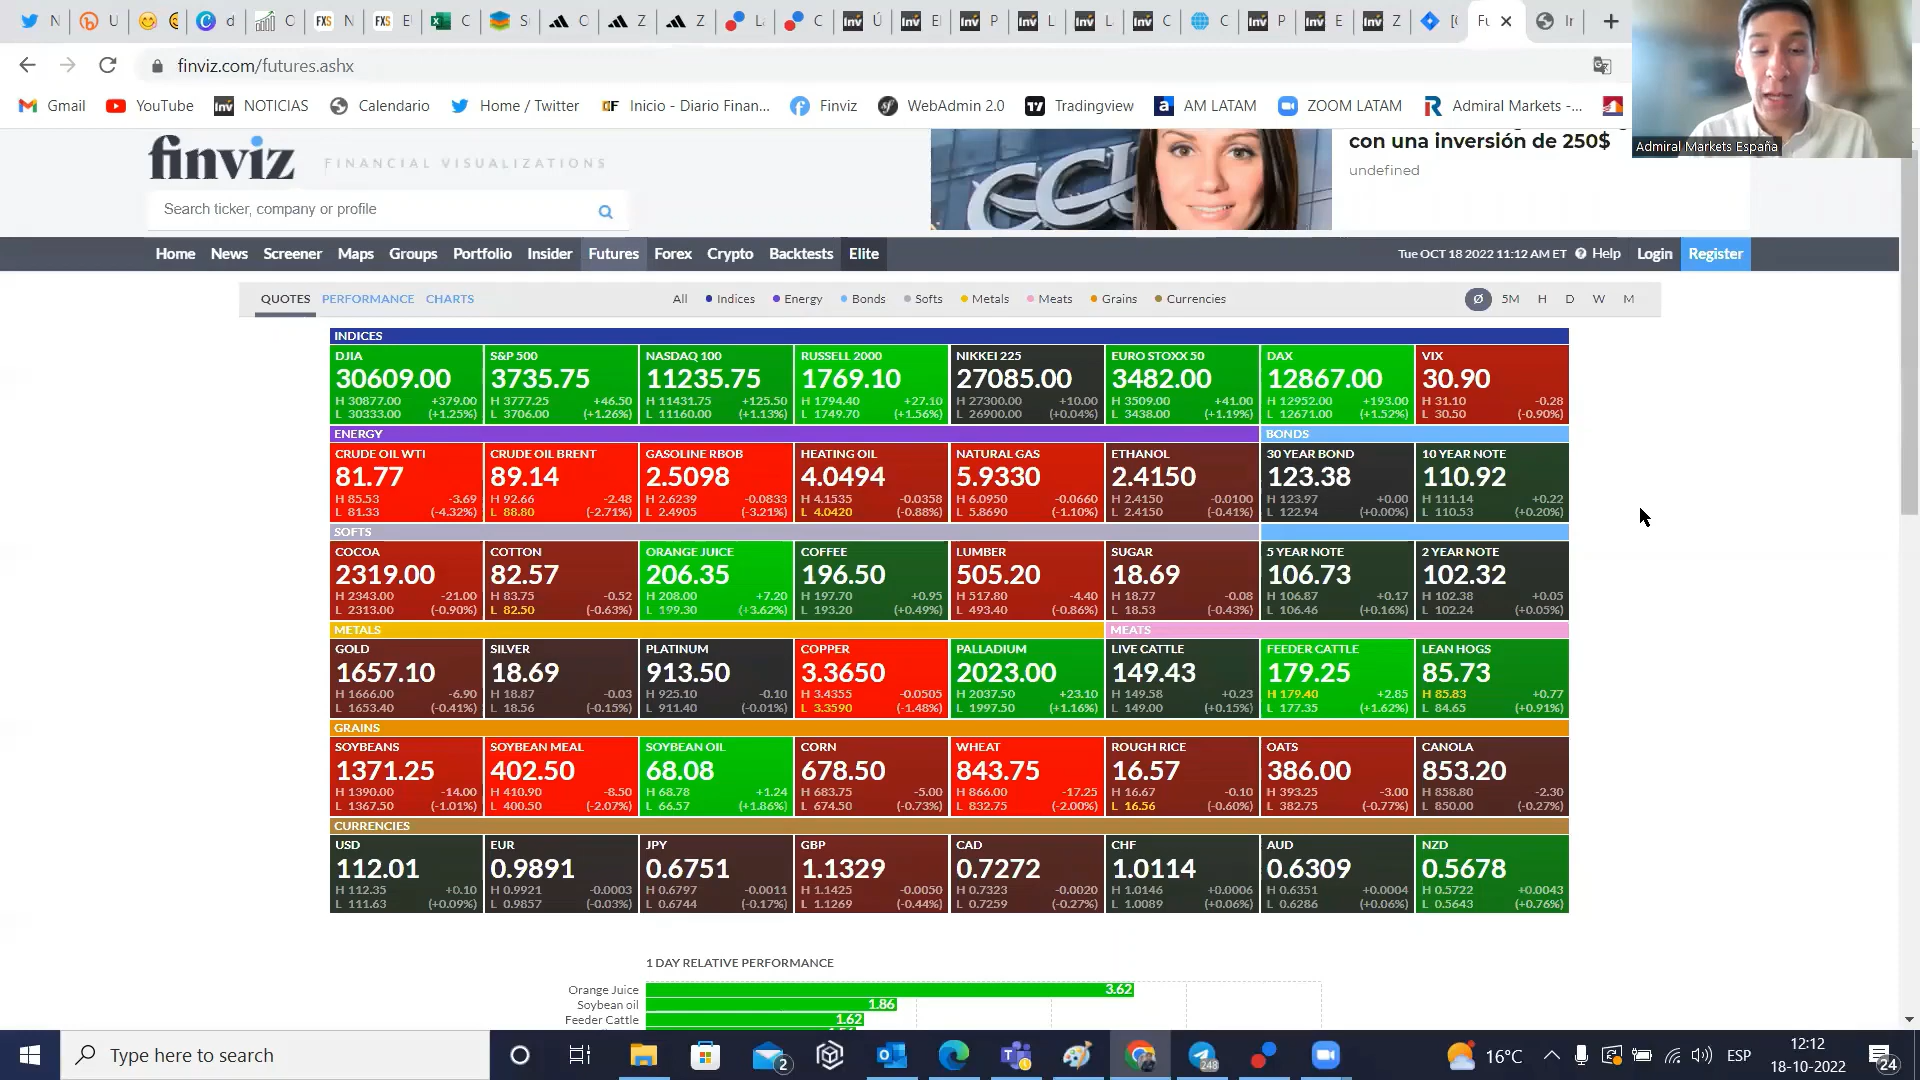 N
U
d
C
N
E
C
S
C
Z
Z
L
C
Ú
E
P
L
L
C
C
P
E
Z
[
F
Ir
finviz.com/futures.ashx
Gmail
YouTube
NOTICIAS
Calendario
Home / Twitter
Inicio - Diario Finan...
Finviz
WebAdmin 2.0
Tradingview
AM LATAM
ZOOM LATAM
Admiral Markets -...
Admiral Markets España
finviz
FINANCIAL VISUALIZATIONS
con una inversión de 250$
undefined
Search ticker, company or profile
Home News Screener Maps Groups Portfolio Insider Futures Forex Crypto Backtests Elite
Tue OCT 18 2022 11:12 AM ET Help Login Register
QUOTES PERFORMANCE CHARTS
All Indices Energy Bonds Softs Metals Meats Grains Currencies
Ø 5M H D W M
INDICES
DJIA S&P 500 NASDAQ 100 RUSSELL 2000 NIKKEI 225 EURO STOXX 50 DAX VIX
30609.00 3735.75 11235.75 1769.10 27085.00 3482.00 12867.00 30.90
H 30877.00 +379.00 H 3777.25 +46.50 H 11431.75 +125.50 H 1794.40 +27.10 H 27300.00 +10.00 H 3509.00 +41.00 H 12952.00 +193.00 H 31.10 -0.28
L 30333.00 (+1.25%) L 3706.00 (+1.26%) L 11160.00 (+1.13%) L 1749.70 (+1.56%) L 26900.00 (+0.04%) L 3438.00 (+1.19%) L 12671.00 (+1.52%) L 30.50 (-0.90%)
ENERGY BONDS
CRUDE OIL WTI CRUDE OIL BRENT GASOLINE RBOB HEATING OIL NATURAL GAS ETHANOL 30 YEAR BOND 10 YEAR NOTE
81.77 89.14 2.5098 4.0494 5.9330 2.4150 123.38 110.92
H 85.53 -3.69 H 92.66 -2.48 H 2.6239 -0.0833 H 4.1535 -0.0358 H 6.0950 -0.0660 H 2.4150 -0.0100 H 123.97 +0.00 H 111.14 +0.22
L 81.33 (-4.32%) L 88.80 (-2.71%) L 2.4905 (-3.21%) L 4.0420 (-0.88%) L 5.8690 (-1.10%) L 2.4150 (-0.41%) L 122.94 (+0.00%) L 110.53 (+0.20%)
SOFTS
COCOA COTTON ORANGE JUICE COFFEE LUMBER SUGAR 5 YEAR NOTE 2 YEAR NOTE
2319.00 82.57 206.35 196.50 505.20 18.69 106.73 102.32
H 2343.00 -21.00 H 83.75 -0.52 H 208.00 +7.20 H 197.70 +0.95 H 517.80 -4.40 H 18.77 -0.08 H 106.87 +0.17 H 102.38 +0.05
L 2313.00 (-0.90%) L 82.50 (-0.63%) L 199.30 (+3.62%) L 193.20 (+0.49%) L 493.40 (-0.86%) L 18.53 (-0.43%) L 106.46 (+0.16%) L 102.24 (+0.05%)
METALS MEATS
GOLD SILVER PLATINUM COPPER PALLADIUM LIVE CATTLE FEEDER CATTLE LEAN HOGS
1657.10 18.69 913.50 3.3650 2023.00 149.43 179.25 85.73
H 1666.00 -6.90 H 18.87 -0.03 H 925.10 -0.10 H 3.4355 -0.0505 H 2037.50 +23.10 H 149.58 +0.23 H 179.40 +2.85 H 85.83 +0.77
L 1653.40 (-0.41%) L 18.56 (-0.15%) L 911.40 (-0.01%) L 3.3590 (-1.48%) L 1997.50 (+1.16%) L 149.00 (+0.15%) L 177.35 (+1.62%) L 84.65 (+0.91%)
GRAINS
SOYBEANS SOYBEAN MEAL SOYBEAN OIL CORN WHEAT ROUGH RICE OATS CANOLA
1371.25 402.50 68.08 678.50 843.75 16.57 386.00 853.20
H 1390.00 -14.00 H 410.90 -8.50 H 68.78 +1.24 H 683.75 -5.00 H 866.00 -17.25 H 16.67 -0.10 H 393.25 -3.00 H 858.80 -2.30
L 1367.50 (-1.01%) L 400.50 (-2.07%) L 66.57 (+1.86%) L 674.50 (-0.73%) L 832.75 (-2.00%) L 16.56 (-0.60%) L 382.75 (-0.77%) L 850.00 (-0.27%)
CURRENCIES
USD EUR JPY GBP CAD CHF AUD NZD
112.01 0.9891 0.6751 1.1329 0.7272 1.0114 0.6309 0.5678
H 112.35 +0.10 H 0.9921 -0.0003 H 0.6797 -0.0011 H 1.1425 -0.0050 H 0.7323 -0.0020 H 1.0146 +0.0006 H 0.6351 +0.0004 H 0.5722 +0.0043
L 111.63 (+0.09%) L 0.9857 (-0.03%) L 0.6744 (-0.17%) L 1.1269 (-0.44%) L 0.7259 (-0.27%) L 1.0089 (+0.06%) L 0.6286 (+0.06%) L 0.5643 (+0.76%)
1 DAY RELATIVE PERFORMANCE
Orange Juice 3.62
Soybean oil 1.86
Feeder Cattle 1.62
Type here to search
2
248
16°C
ESP
12:12
18-10-2022
24